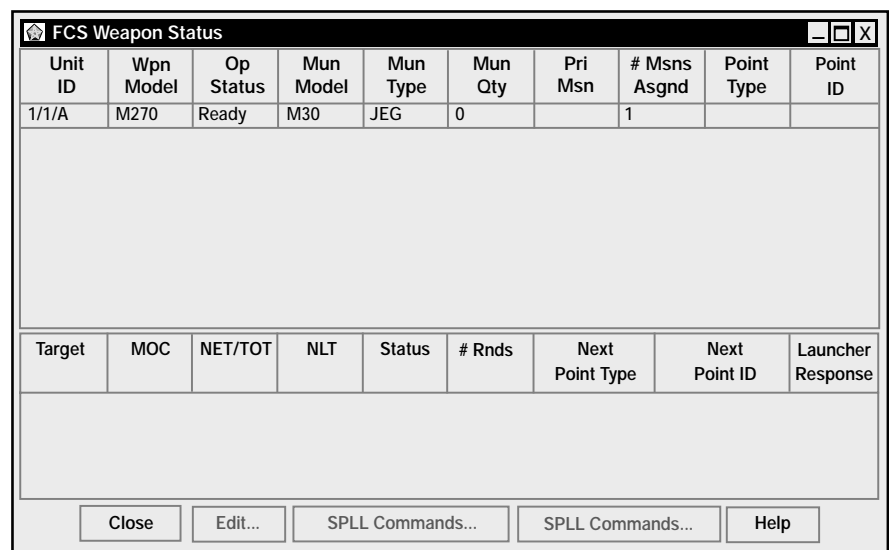 FCS Weapon Status
X
Unit ID Wpn Model Op Status Mun Model Mun Type Mun Qty Pri Msn # Msns Asgnd Point Type Point ID
1/1/A M270 Ready M30 JEG 0 1
Target MOC NET/TOT NLT Status # Rnds Next Point Type Next Point ID Launcher Response
Close Edit... SPLL Commands... SPLL Commands... Help